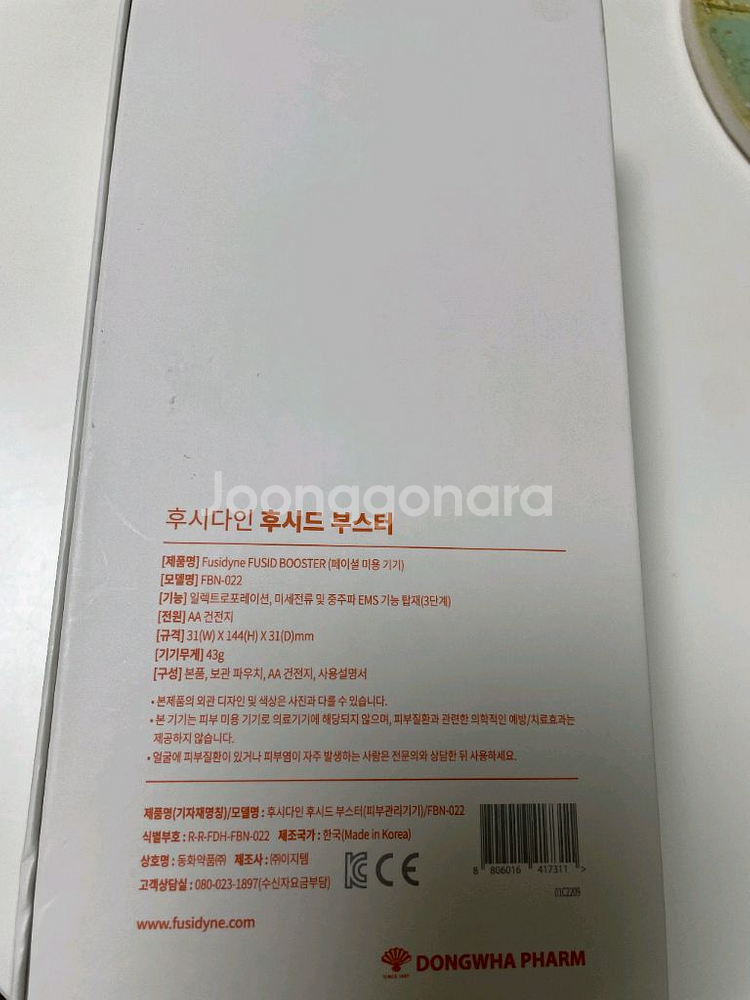 Joonggonara
후시다인 후시드 부스터
[제품명] Fusidyne FUSID BOOSTER (페이셜 미용 기기)
[모델명] FBN-022
[기능] 일렉트로포레이션, 미세전류 및 중주파 EMS 기능 탑재(3단계)
[전원] AA 건전지
[규격] 31(W) X 144(H) X 31(D)mm
[기기무게] 43g
[구성] 본품, 보관 파우치, AA 건전지, 사용설명서
• 본제품의 외관 디자인 및 색상은 사진과 다를 수 있습니다.
• 본 기기는 피부 미용 기기로 의료기기에 해당되지 않으며, 피부질환과 관련한 의학적인 예방/치료효과는
제공하지 않습니다.
• 얼굴에 피부질환이 있거나 피부염이 자주 발생하는 사람은 전문의와 상담한 뒤 사용하세요.
제품명(기자재명칭)/모델명 : 후시다인 후시드 부스터(피부관리기기)/FBN-022
식별부호 : R-R-FDH-FBN-022 제조국가 : 한국(Made in Korea)
상호명 : 동화약품㈜ 제조사 : ㈜이지템
고객상담실 : 080-023-1897(수신자요금부담)
KC CE
8 806016 417311 >
01C2209
www.fusidyne.com
SINCE 1897
DONGWHA PHARM